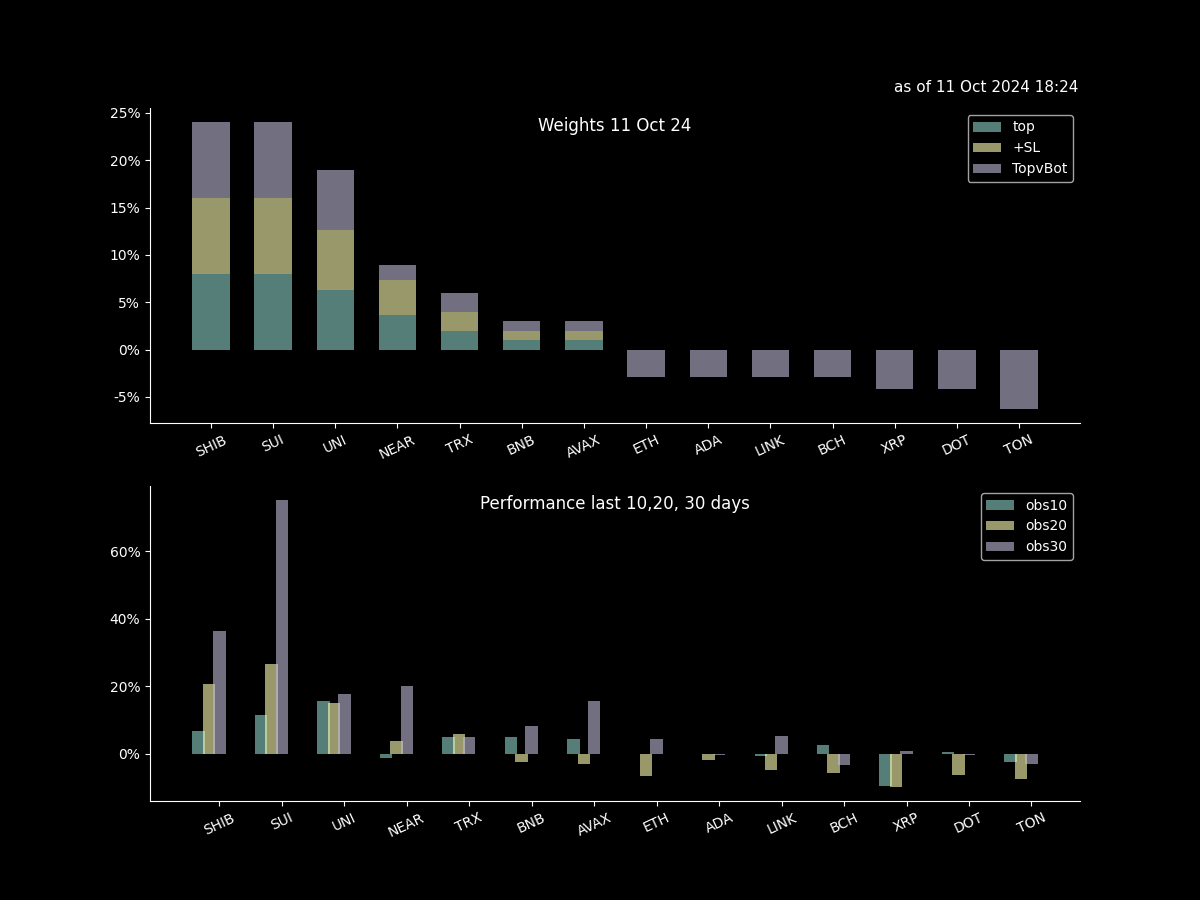 as of 11 Oct 2024 18:24
Weights 11 Oct 24
top
+SL
TopvBot
25%
20%
15%
10%
5%
0%
-5%
SHIB SUI UNI NEAR TRX BNB AVAX ETH ADA LINK BCH XRP DOT TON
Performance last 10,20, 30 days
obs10
obs20
obs30
60%
40%
20%
0%
SHIB SUI UNI NEAR TRX BNB AVAX ETH ADA LINK BCH XRP DOT TON